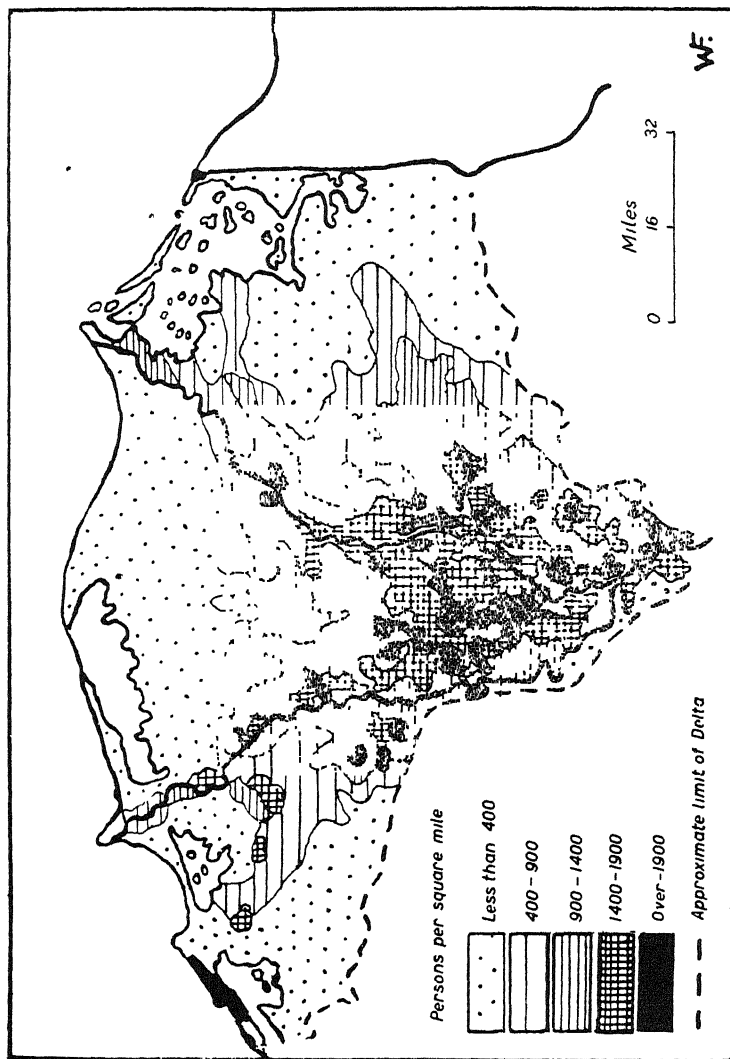 Persons per square mile
Less than 400
400-900
900-1400
1400-1900
Over-1900
Approximate limit of Delta
Miles
0 16 32
W.F.